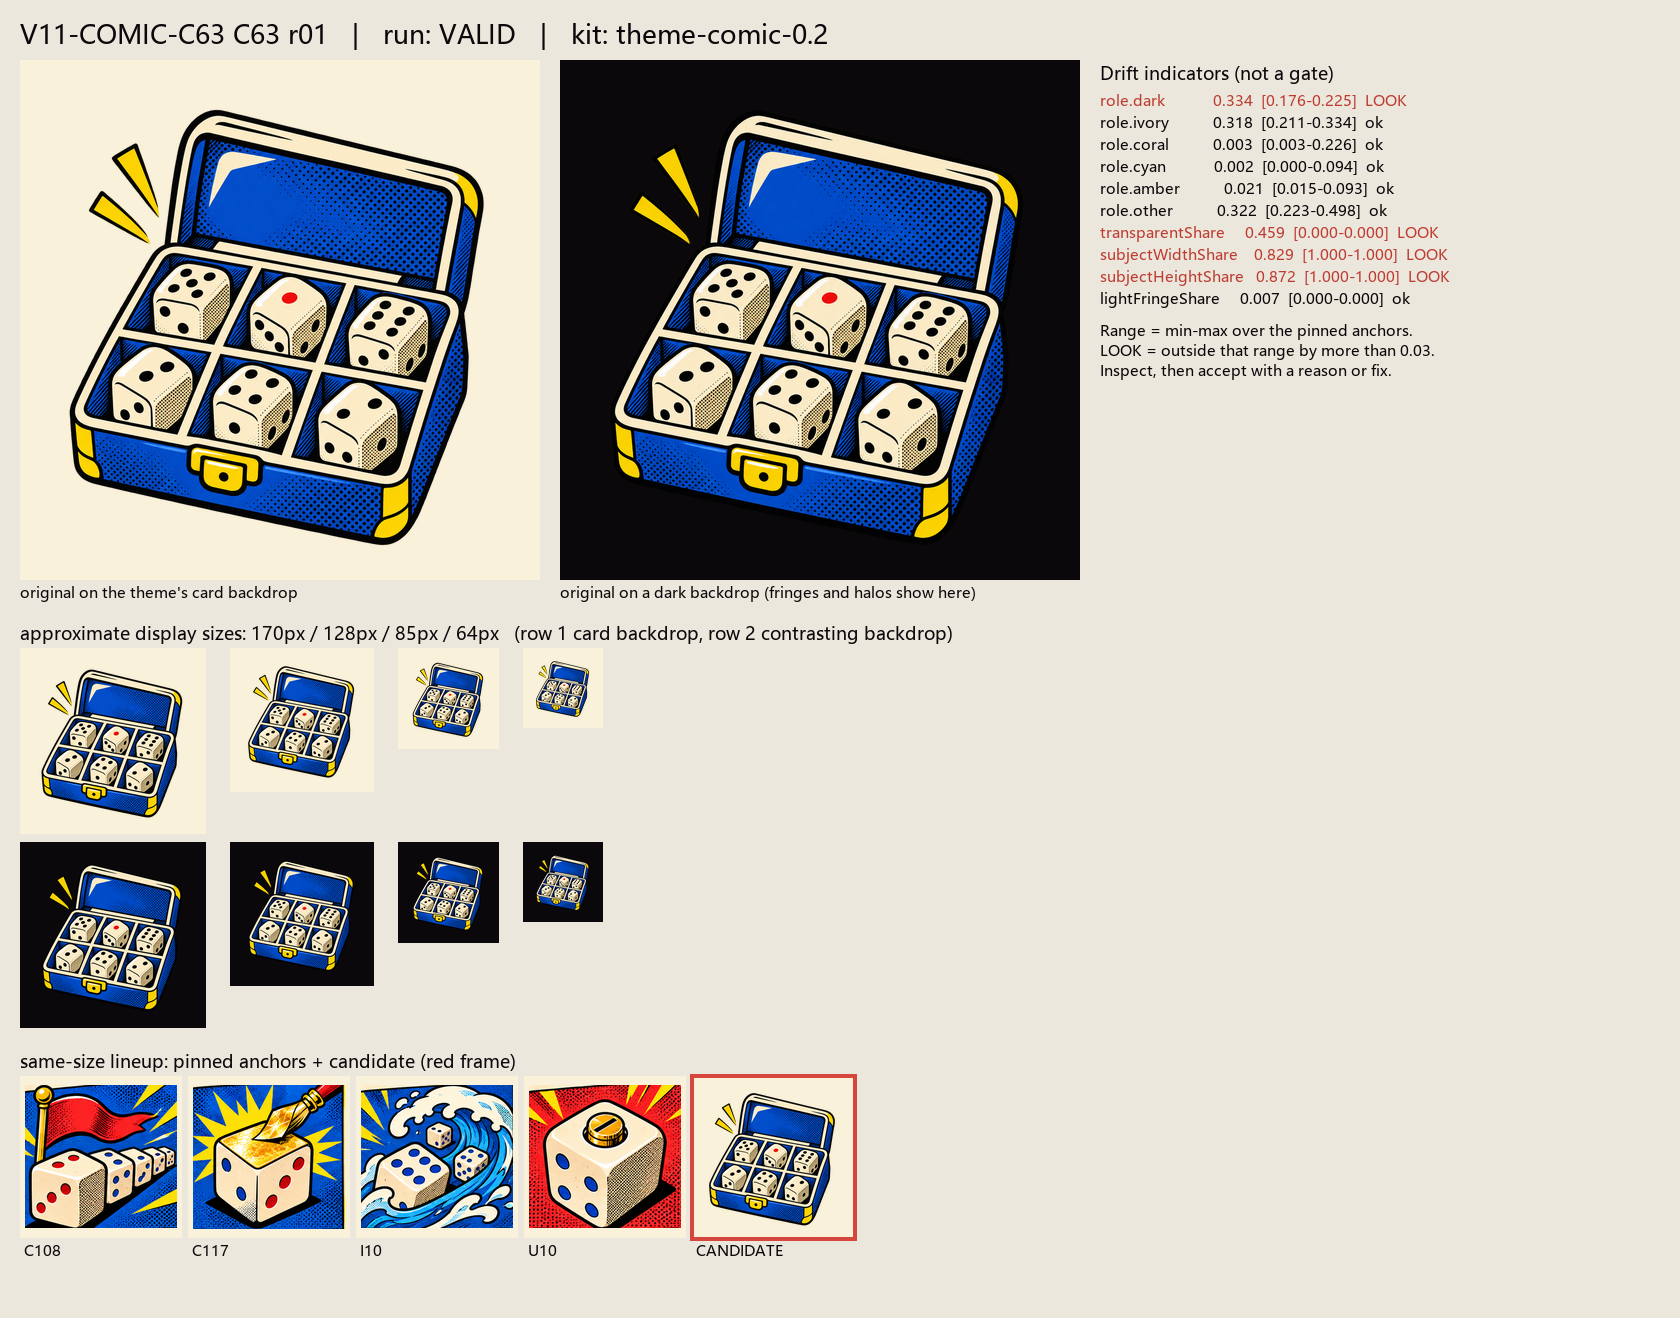 V11-COMIC-C63 C63 r01 | run: VALID | kit: theme-comic-0.2
Drift indicators (not a gate)
role.dark 0.334 [0.176-0.225] LOOK
role.ivory 0.318 [0.211-0.334] ok
role.coral 0.003 [0.003-0.226] ok
role.cyan 0.002 [0.000-0.094] ok
role.amber 0.021 [0.015-0.093] ok
role.other 0.322 [0.223-0.498] ok
transparentShare 0.459 [0.000-0.000] LOOK
subjectWidthShare 0.829 [1.000-1.000] LOOK
subjectHeightShare 0.872 [1.000-1.000] LOOK
lightFringeShare 0.007 [0.000-0.000] ok
Range = min-max over the pinned anchors.
LOOK = outside that range by more than 0.03.
Inspect, then accept with a reason or fix.
original on the theme's card backdrop
original on a dark backdrop (fringes and halos show here)
approximate display sizes: 170px / 128px / 85px / 64px (row 1 card backdrop, row 2 contrasting backdrop)
same-size lineup: pinned anchors + candidate (red frame)
C108
C117
I10
U10
CANDIDATE